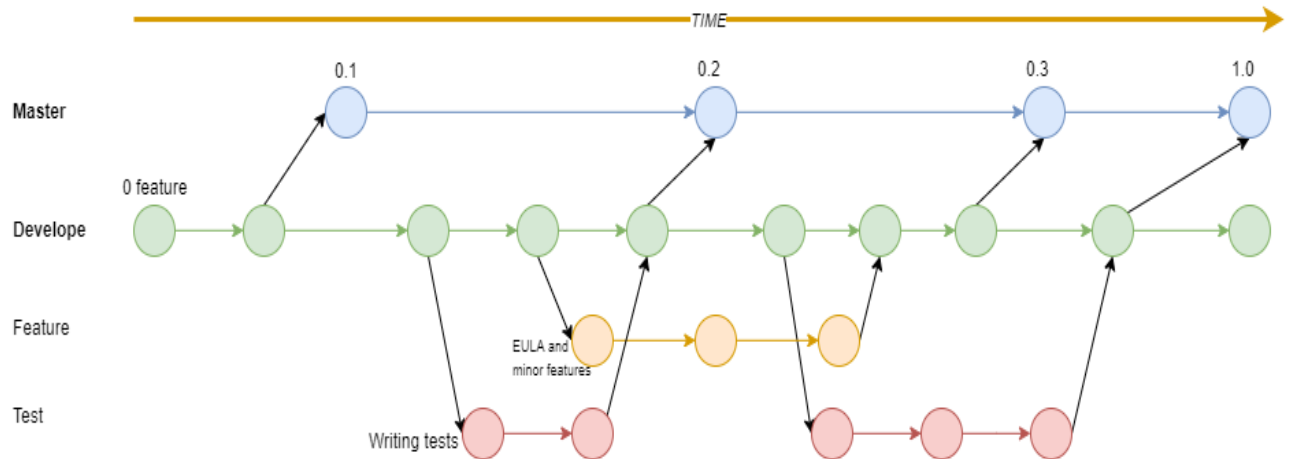 TIME
0.1
0.2
0.3
1.0
Master
0 feature
Develope
Feature
EULA and
minor features
Test
Writing tests